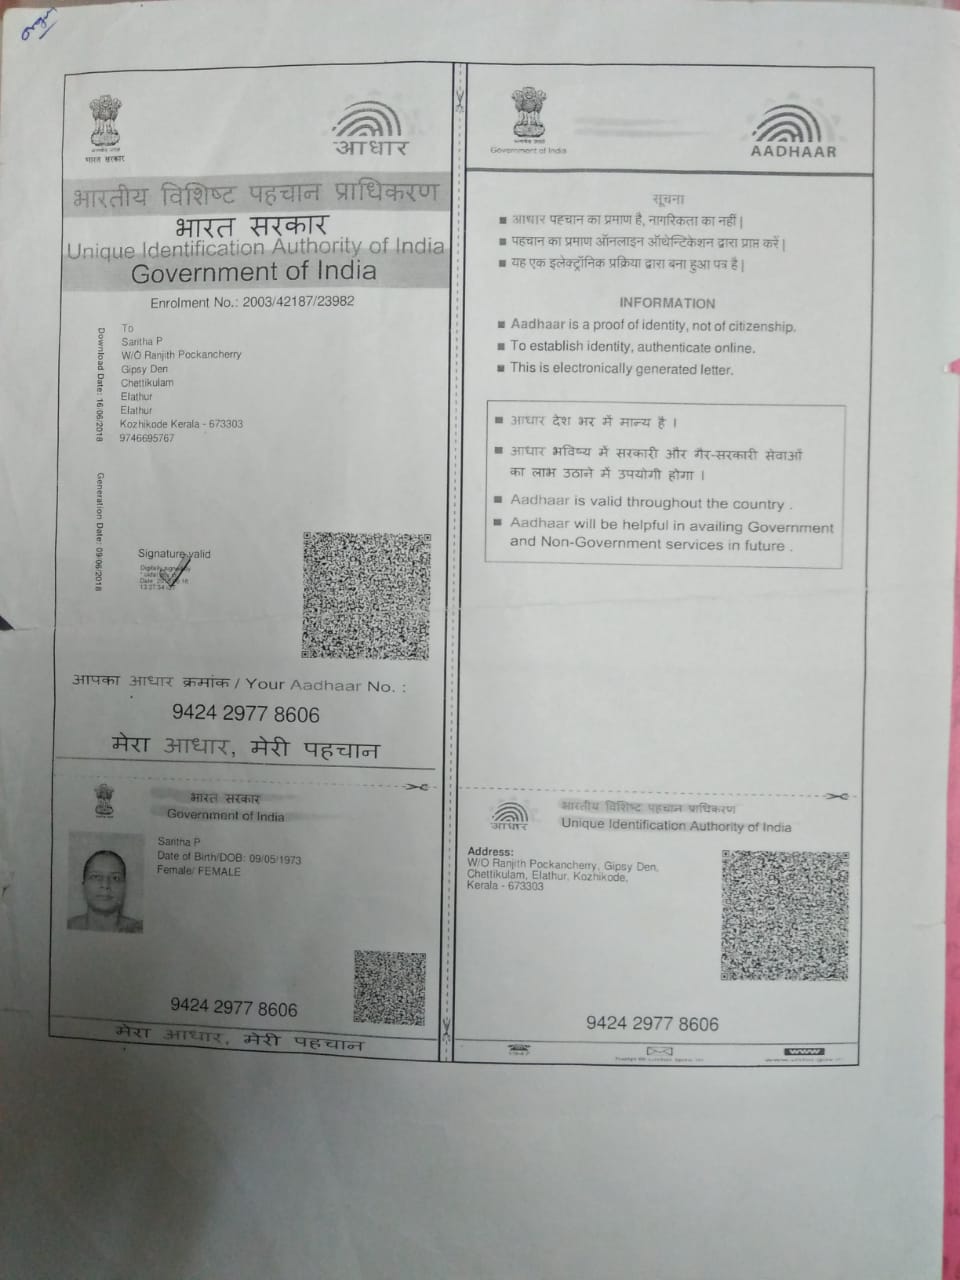 भारत सरकार
आधार
भारतीय विशिष्ट पहचान प्राधिकरण
भारत सरकार
Unique Identification Authority of India
Government of India
Enrolment No.: 2003/42187/23982
Download Date: 16/06/2018
Generation Date: 09/06/2018
To
Saritha P
W/O Ranjith Pockancherry
Gipsy Den
Chettikulam
Elathur
Elathur
Kozhikode Kerala - 673303
9746695767
Signature valid
Digitally signed by
आपका आधार क्रमांक / Your Aadhaar No. :
9424 2977 8606
मेरा आधार, मेरी पहचान
भारत सरकार
Government of India
Saritha P
Date of Birth/DOB: 09/05/1973
Female/ FEMALE
9424 2977 8606
मेरा आधार, मेरी पहचान
Government of India
AADHAAR
सूचना
■ आधार पहचान का प्रमाण है, नागरिकता का नहीं |
■ पहचान का प्रमाण ऑनलाइन ऑथेन्टिकेशन द्वारा प्राप्त करें |
■ यह एक इलेक्ट्रॉनिक प्रक्रिया द्वारा बना हुआ पत्र है |
INFORMATION
■ Aadhaar is a proof of identity, not of citizenship.
■ To establish identity, authenticate online.
■ This is electronically generated letter.
■ आधार देश भर में मान्य है ।
■ आधार भविष्य में सरकारी और गैर-सरकारी सेवाओं
का लाभ उठाने में उपयोगी होगा ।
■ Aadhaar is valid throughout the country .
■ Aadhaar will be helpful in availing Government
and Non-Government services in future .
आधार
भारतीय विशिष्ट पहचान प्राधिकरण
Unique Identification Authority of India
Address:
W/O Ranjith Pockancherry, Gipsy Den,
Chettikulam, Elathur, Kozhikode,
Kerala - 673303
9424 2977 8606
1947
www